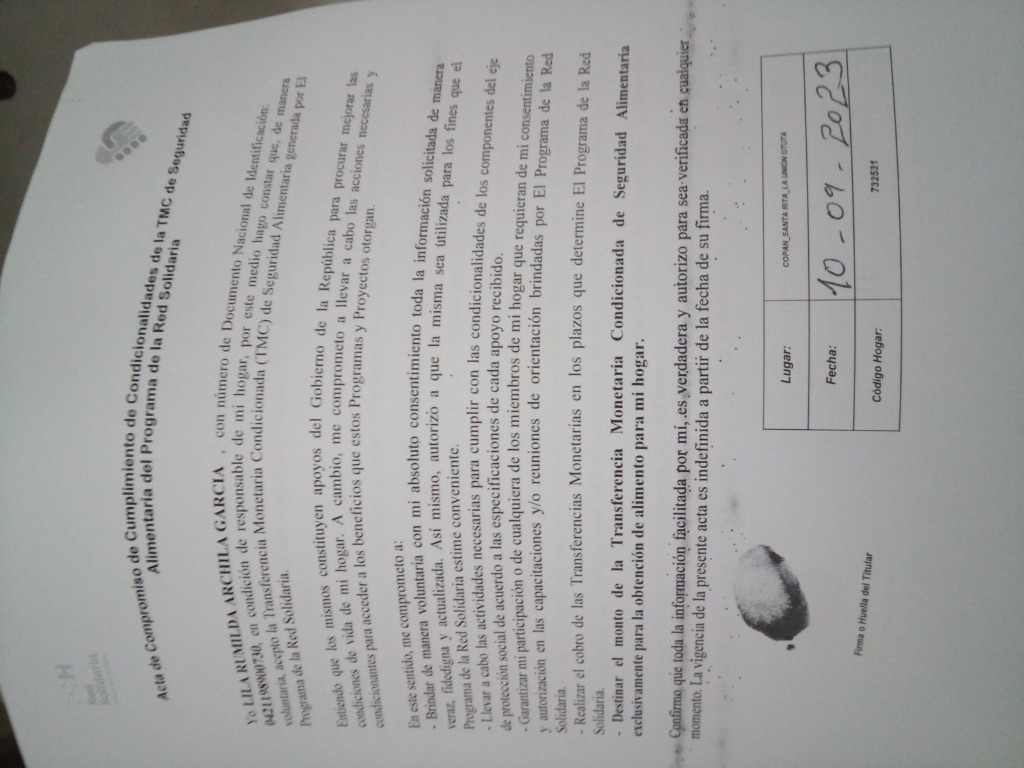 Red
Solidaria
Acta de Compromiso de Cumplimiento de Condicionalidades de la TMC de Seguridad
Alimentaria del Programa de la Red Solidaria
Yo LILA RUMILDA ARCHILA GARCIA , con número de Documento Nacional de Identificación:
0421198900730, en condición de responsable de mi hogar, por este medio hago constar que, de manera
voluntaria, acepto la Transferencia Monetaria Condicionada (TMC) de Seguridad Alimentaria generada por El
Programa de la Red Solidaria.
Entiendo que los mismos constituyen apoyos del Gobierno de la República para procurar mejorar las
condiciones de vida de mi hogar. A cambio, me comprometo a llevar a cabo las acciones necesarias y
condicionantes para acceder a los beneficios que estos Programas y Proyectos otorgan.
En este sentido, me comprometo a:
- Brindar de manera voluntaria con mi absoluto consentimiento toda la información solicitada de manera
veraz, fidedigna y actualizada. Así mismo, autorizó a que la misma sea utilizada para los fines que el
Programa de la Red Solidaria estime conveniente.
- Llevar a cabo las actividades necesarias para cumplir con las condicionalidades de los componentes del eje
de protección social de acuerdo a las especificaciones de cada apoyo recibido.
- Garantizar mi participación o de cualquiera de los miembros de mi hogar que requieran de mi consentimiento
y autorización en las capacitaciones y/o reuniones de orientación brindadas por El Programa de la Red
Solidaria.
- Realizar el cobro de las Transferencias Monetarias en los plazos que determine El Programa de la Red
Solidaria.
- Destinar el monto de la Transferencia Monetaria Condicionada de Seguridad Alimentaria
exclusivamente para la obtención de alimento para mi hogar.
Confirmo que toda la información facilitada por mí, es verdadera y autorizo para sea verificada en cualquier
momento. La vigencia de la presente acta es indefinida a partir de la fecha de su firma.
Firma o Huella del Titular
Lugar: COPAN_SANTA RITA_LA UNION OTUTA
Fecha: 10-09-2023
Código Hogar: 732531